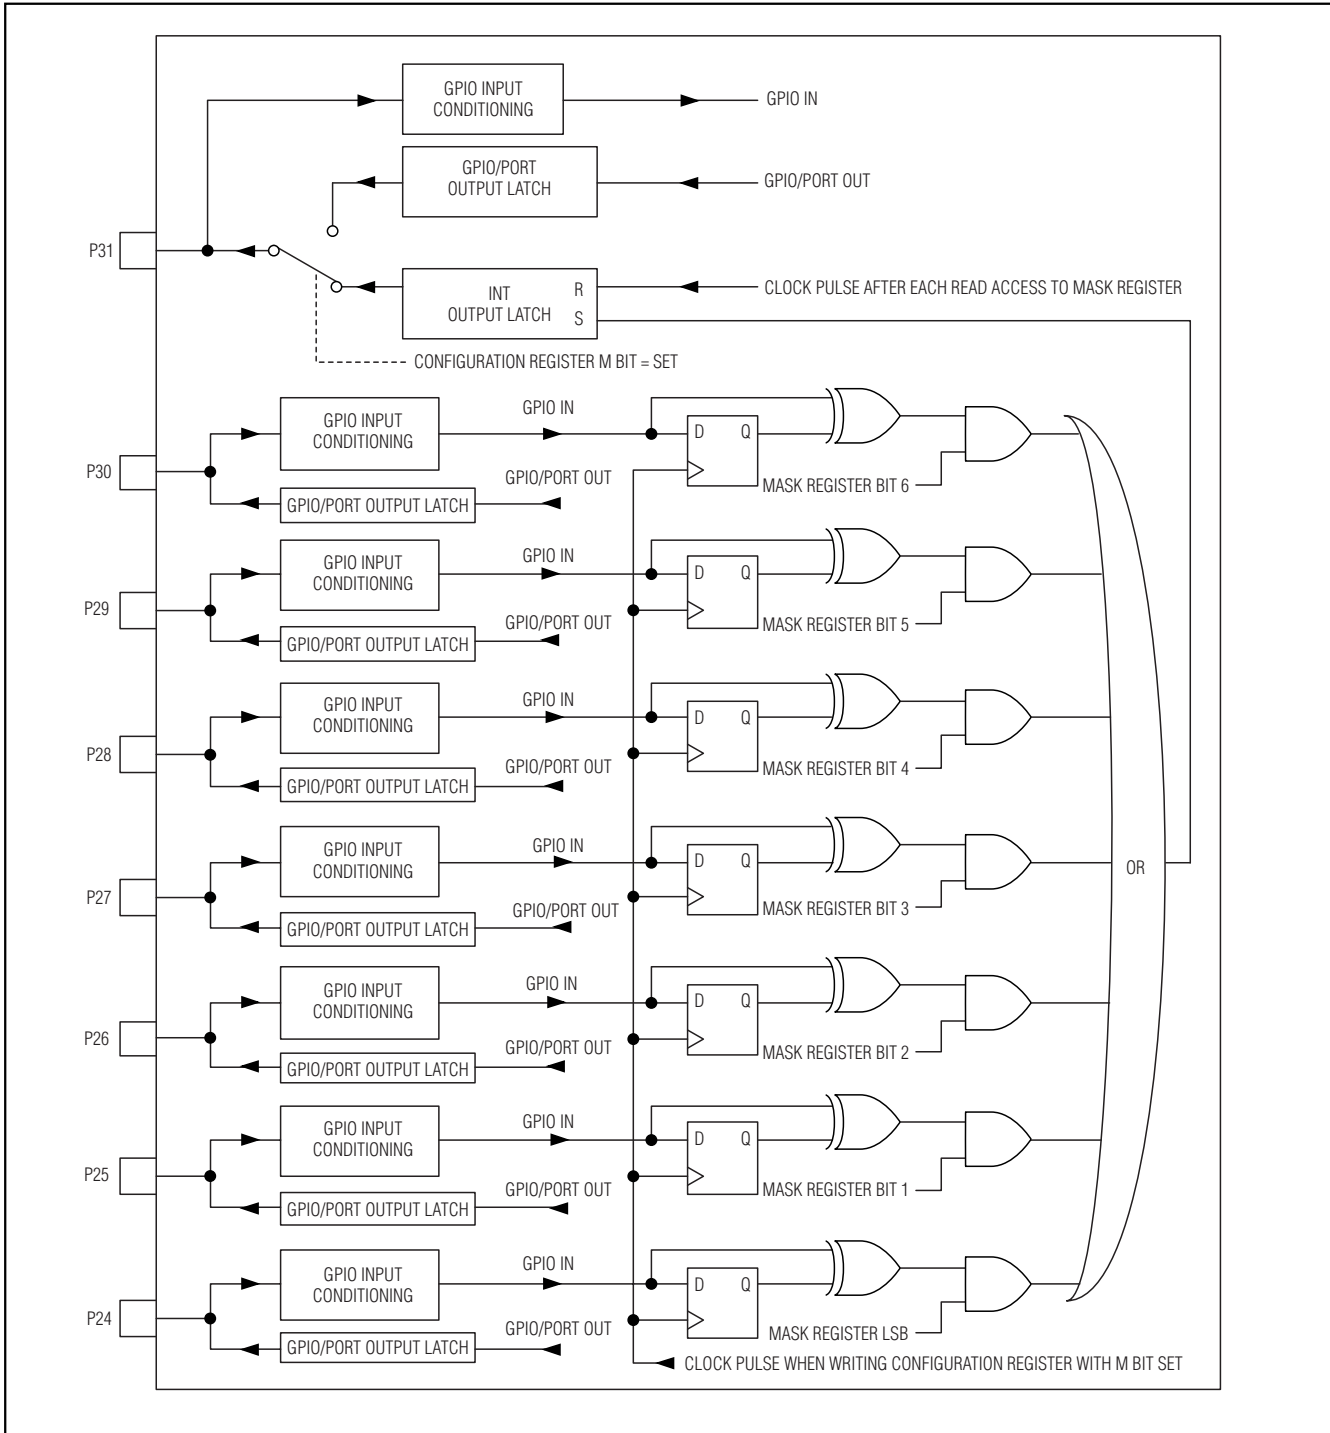 GPIO INPUT
CONDITIONING
GPIO IN
GPIO/PORT
OUTPUT LATCH
GPIO/PORT OUT
P31
INT
OUTPUT LATCH
R
S
CLOCK PULSE AFTER EACH READ ACCESS TO MASK REGISTER
CONFIGURATION REGISTER M BIT = SET
P30
GPIO INPUT
CONDITIONING
GPIO IN
GPIO/PORT OUT
GPIO/PORT OUTPUT LATCH
D Q
MASK REGISTER BIT 6
P29
GPIO INPUT
CONDITIONING
GPIO IN
GPIO/PORT OUT
GPIO/PORT OUTPUT LATCH
D Q
MASK REGISTER BIT 5
P28
GPIO INPUT
CONDITIONING
GPIO IN
GPIO/PORT OUT
GPIO/PORT OUTPUT LATCH
D Q
MASK REGISTER BIT 4
P27
GPIO INPUT
CONDITIONING
GPIO IN
GPIO/PORT OUT
GPIO/PORT OUTPUT LATCH
D Q
MASK REGISTER BIT 3
OR
P26
GPIO INPUT
CONDITIONING
GPIO IN
GPIO/PORT OUT
GPIO/PORT OUTPUT LATCH
D Q
MASK REGISTER BIT 2
P25
GPIO INPUT
CONDITIONING
GPIO IN
GPIO/PORT OUT
GPIO/PORT OUTPUT LATCH
D Q
MASK REGISTER BIT 1
P24
GPIO INPUT
CONDITIONING
GPIO IN
GPIO/PORT OUT
GPIO/PORT OUTPUT LATCH
D Q
MASK REGISTER LSB
CLOCK PULSE WHEN WRITING CONFIGURATION REGISTER WITH M BIT SET